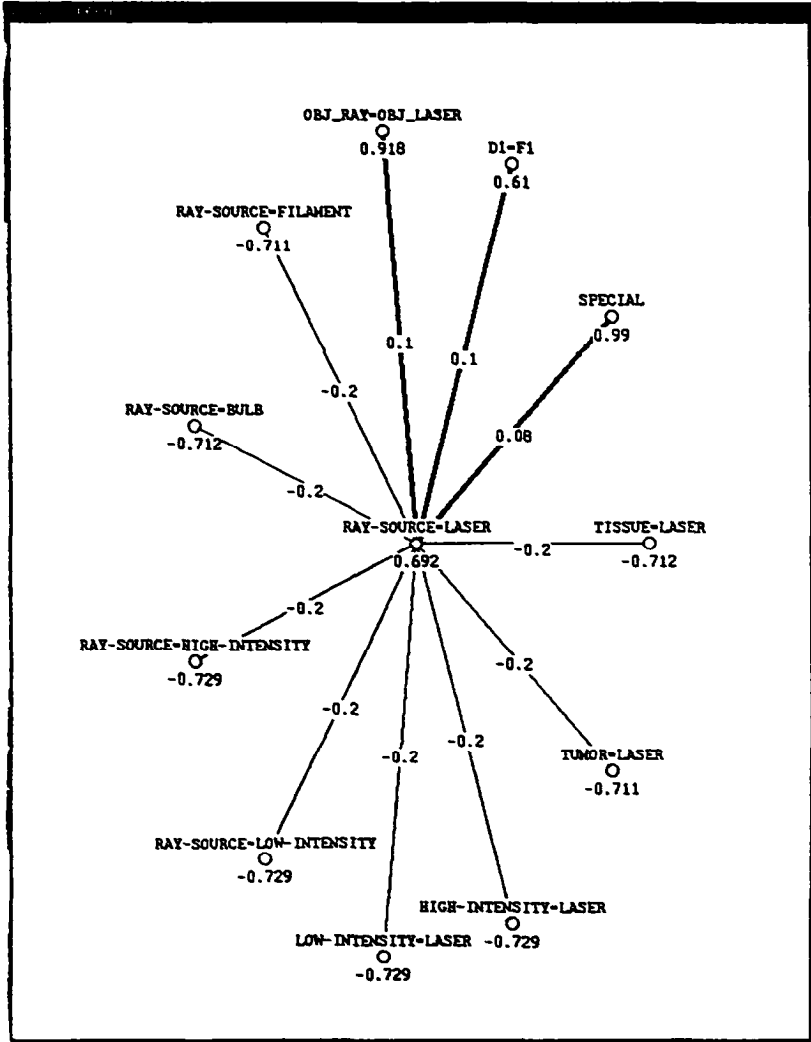 OBJ_RAY=OBJ_LASER
0.918
D1=F1
0.61
RAY-SOURCE=FILAMENT
-0.711
SPECIAL
0.99
0.1
0.1
-0.2
RAY-SOURCE=BULB
-0.712
0.08
-0.2
RAY-SOURCE=LASER
0.692
TISSUE=LASER
-0.2
-0.712
-0.2
RAY-SOURCE=HIGH-INTENSITY
-0.729
-0.2
-0.2
-0.2
-0.2
TUMOR=LASER
-0.711
RAY-SOURCE=LOW-INTENSITY
-0.729
HIGH-INTENSITY=LASER
-0.729
LOW-INTENSITY=LASER
-0.729